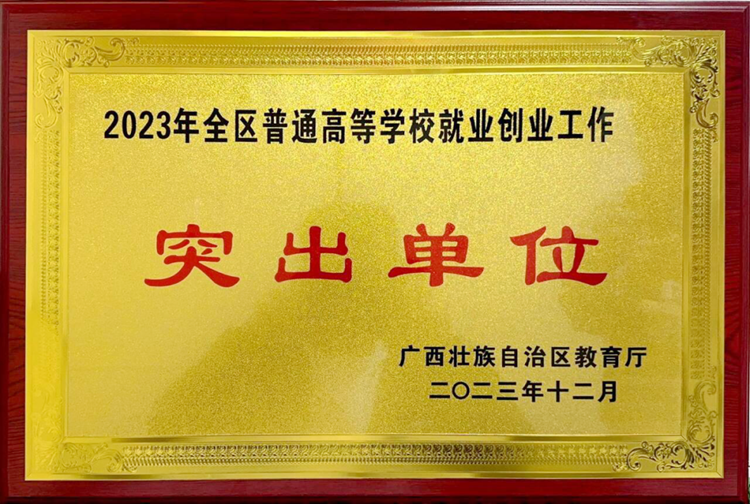 2023年全区普通高等学校就业创业工作
突出单位
广西壮族自治区教育厅
二〇二三年十二月